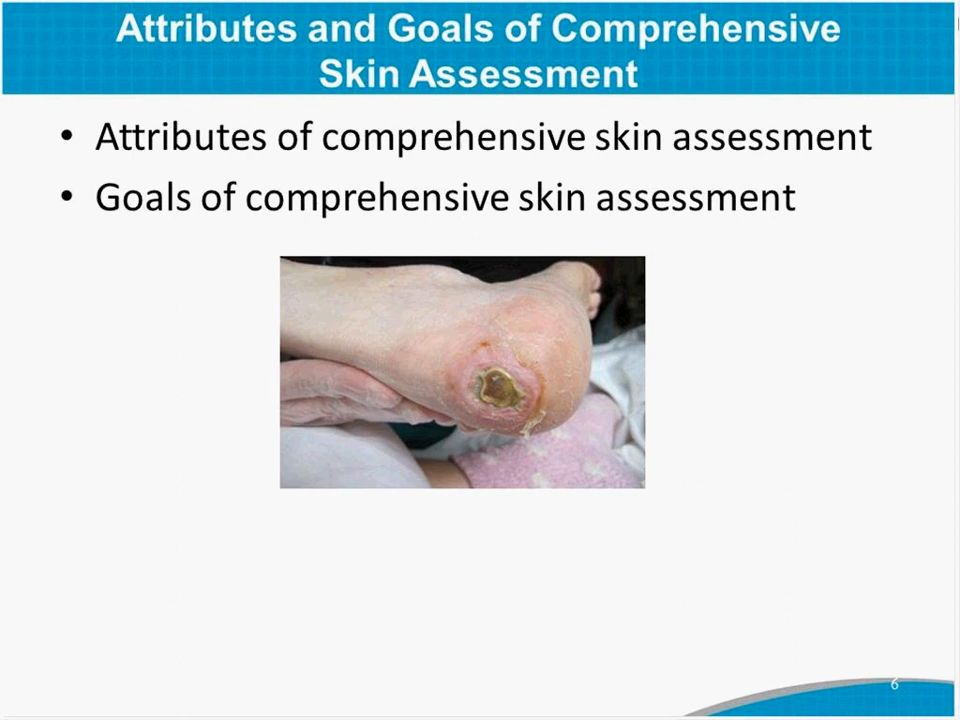 Attributes and Goals of Comprehensive
Skin Assessment
• Attributes of comprehensive skin assessment
• Goals of comprehensive skin assessment
6